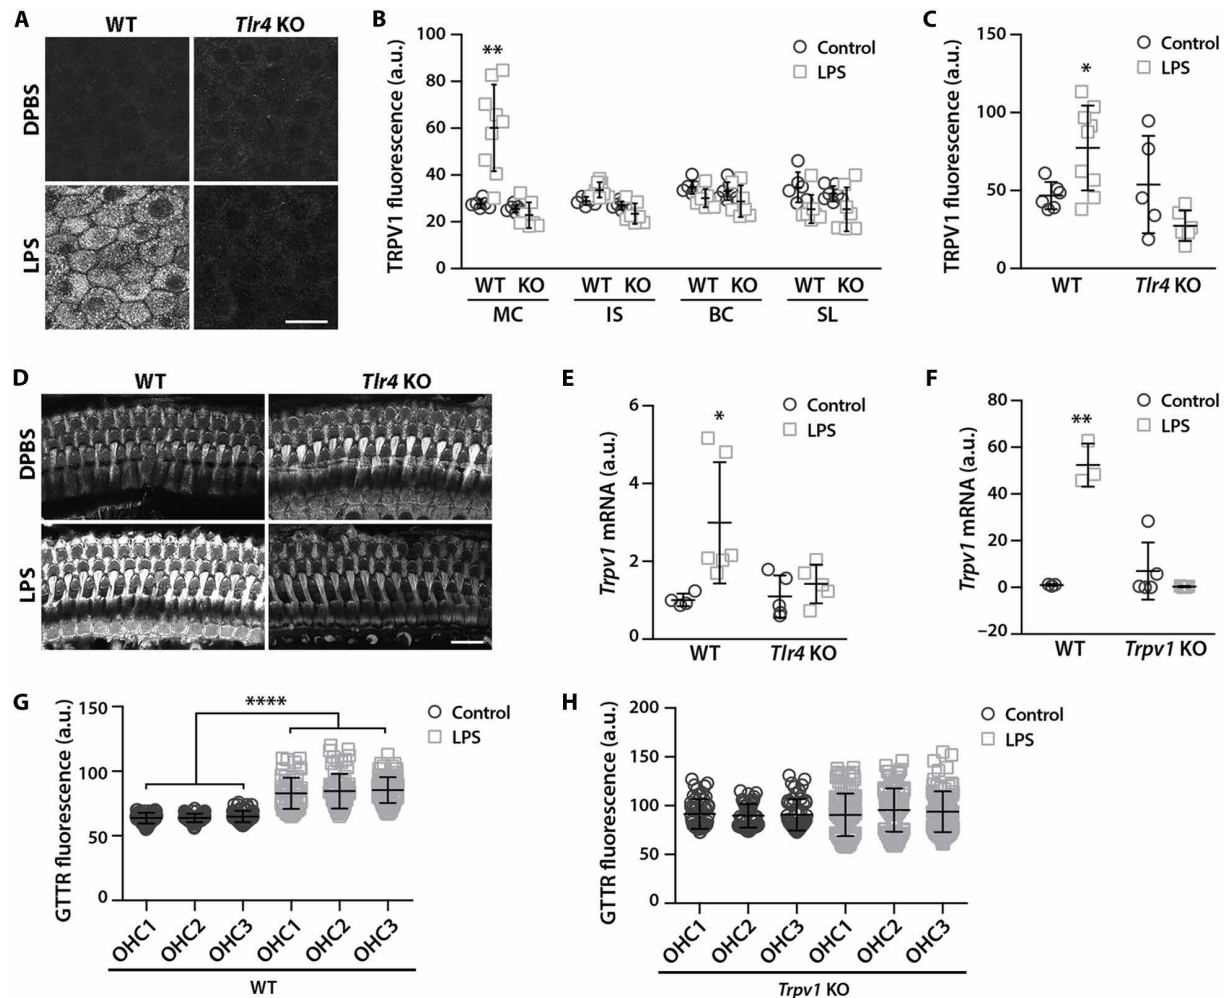 A
WT
Tlr4 KO
DPBS
LPS
B
TRPV1 fluorescence (a.u.)
100
80
60
40
20
0
**
Control
LPS
WT KO WT KO WT KO WT KO
MC IS BC SL
C
TRPV1 fluorescence (a.u.)
150
100
50
0
*
Control
LPS
WT Tlr4 KO
D
WT
Tlr4 KO
DPBS
LPS
E
Trpv1 mRNA (a.u.)
6
4
2
0
*
Control
LPS
WT Tlr4 KO
F
Trpv1 mRNA (a.u.)
80
60
40
20
0
−20
**
Control
LPS
WT Trpv1 KO
G
GTTR fluorescence (a.u.)
150
100
50
0
****
Control
LPS
OHC1 OHC2 OHC3 OHC1 OHC2 OHC3
WT
H
GTTR fluorescence (a.u.)
200
150
100
50
0
Control
LPS
OHC1 OHC2 OHC3 OHC1 OHC2 OHC3
Trpv1 KO